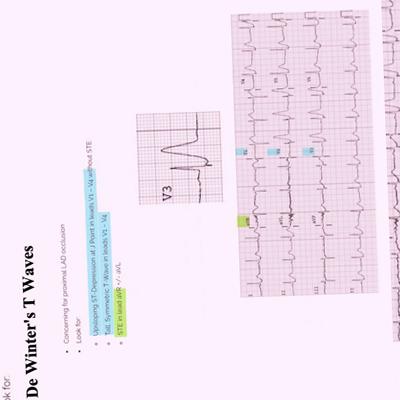 ok for:
De Winter's T Waves
• Concerning for proximal LAD occlusion
• Look for:
◦ Upsloping ST-Depression at J Point in leads V1 – V4 without STE
◦ Tall, Symmetric T-Wave in leads V1 – V4
◦ STE in lead aVR +/- aVL
V3